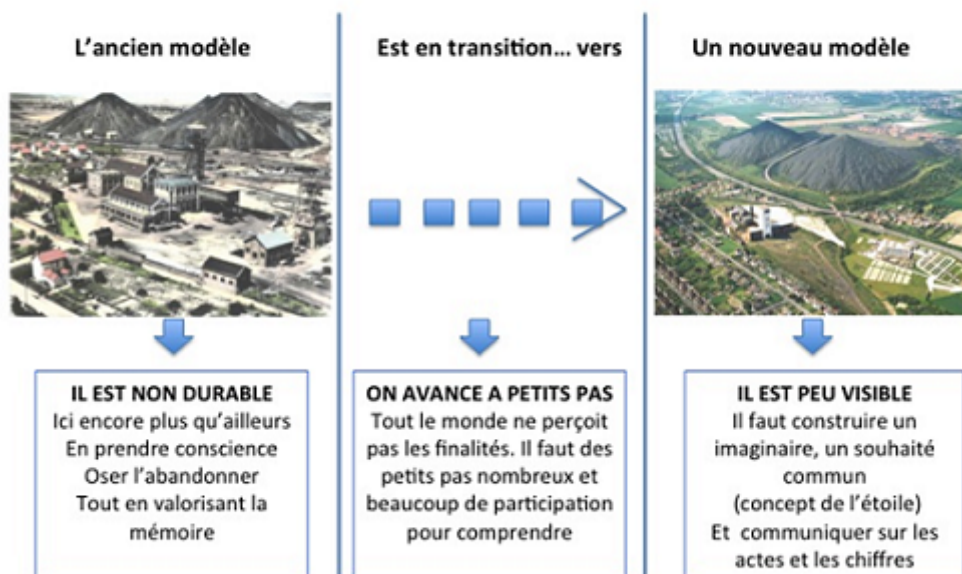 L'ancien modèle
Est en transition... vers
Un nouveau modèle
IL EST NON DURABLE
Ici encore plus qu'ailleurs
En prendre conscience
Oser l'abandonner
Tout en valorisant la
mémoire
ON AVANCE A PETITS PAS
Tout le monde ne perçoit
pas les finalités. Il faut des
petits pas nombreux et
beaucoup de participation
pour comprendre
IL EST PEU VISIBLE
Il faut construire un
imaginaire, un souhaité
commun
(concept de l'étoile)
Et communiquer sur les
actes et les chiffres